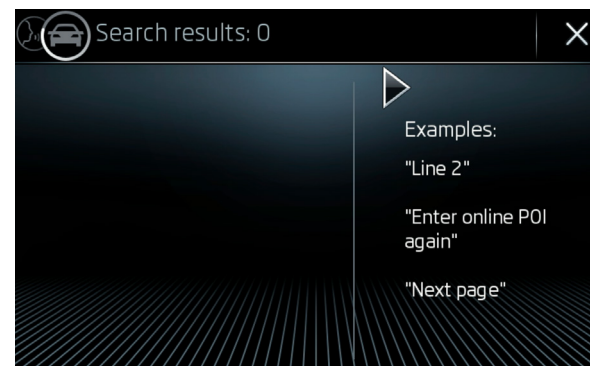 Search results: 0
Examples:
"Line 2"
"Enter online POI
again"
"Next page"